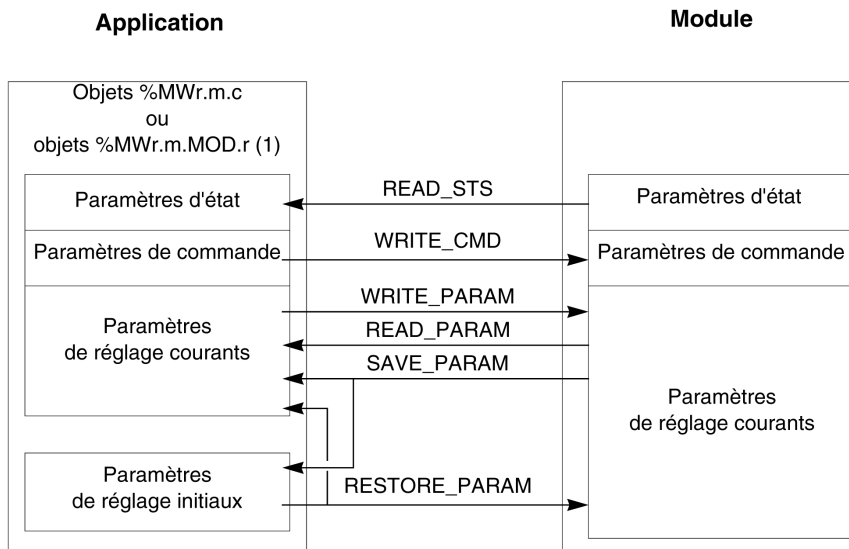 Application
Module
Objets %MWr.m.c
ou
objets %MWr.m.MOD.r (1)
Paramètres d'état
READ_STS
Paramètres d'état
Paramètres de commande
WRITE_CMD
Paramètres de commande
WRITE_PARAM
Paramètres
de réglage courants
READ_PARAM
SAVE_PARAM
Paramètres
de réglage courants
Paramètres
de réglage initiaux
RESTORE_PARAM